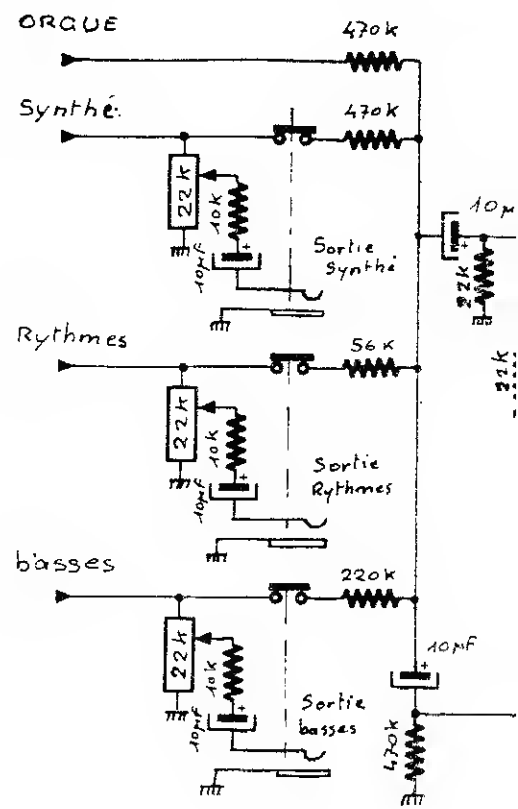 ORGUE
470k
Synthé.
470k
22k
10k
10µF
Sortie
Synthé
10µ
22k
Rythmes
56k
22k
22k
10k
10µF
Sortie
Rythmes
basses
220k
22k
10k
10µF
Sortie
basses
10µF
470k